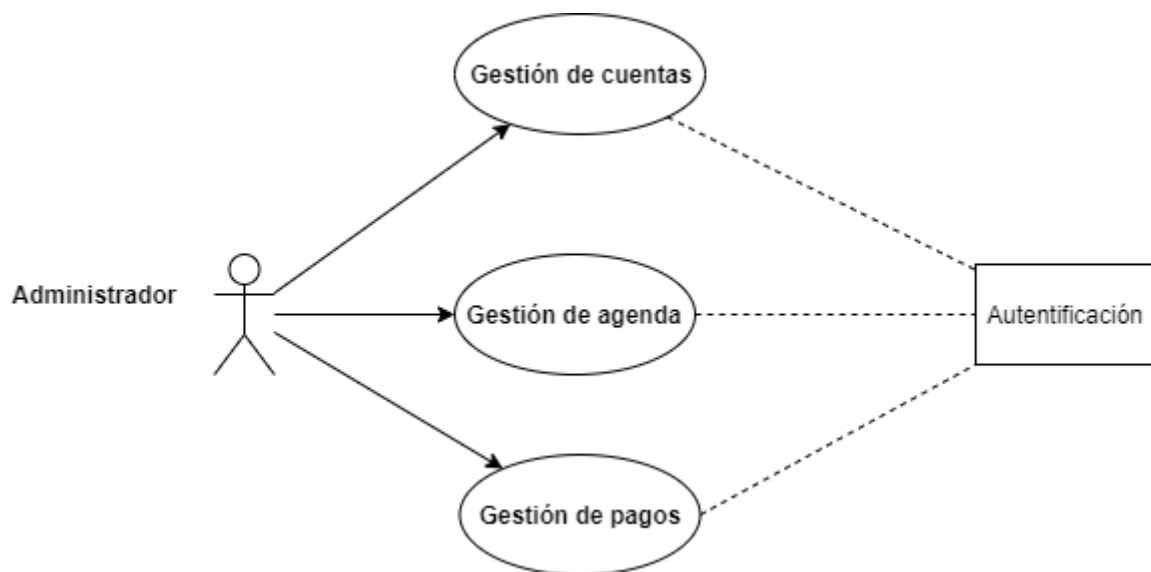 Gestión de cuentas
Administrador
Gestión de agenda
Autentificación
Gestión de pagos